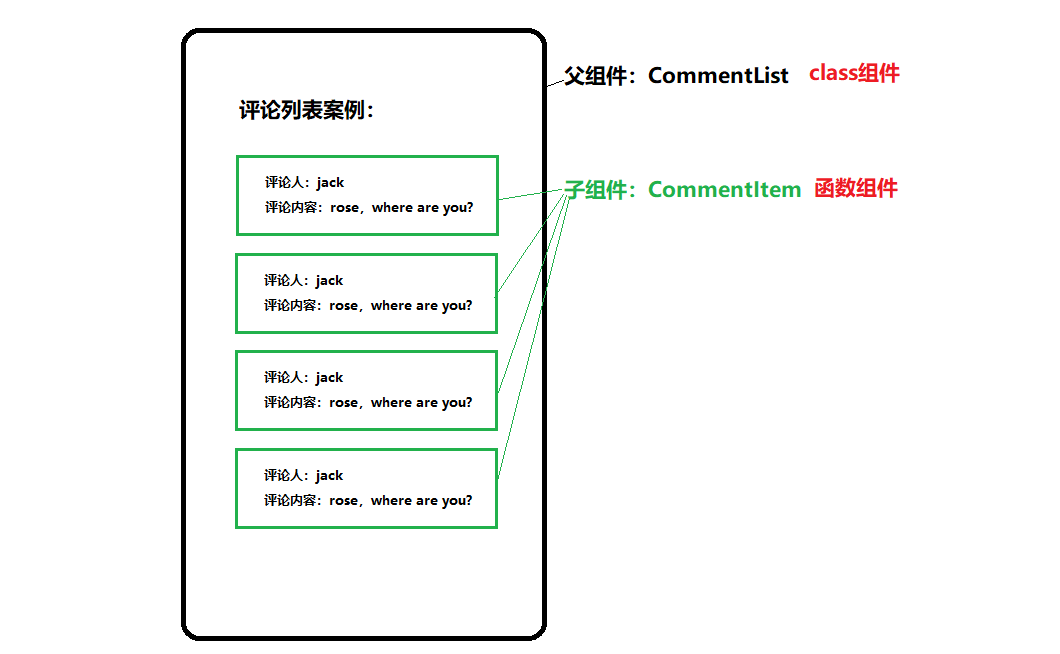 父组件：CommentList class组件
评论列表案例：
评论人：jack
评论内容：rose，where are you?
子组件：CommentItem 函数组件
评论人：jack
评论内容：rose，where are you?
评论人：jack
评论内容：rose，where are you?
评论人：jack
评论内容：rose，where are you?